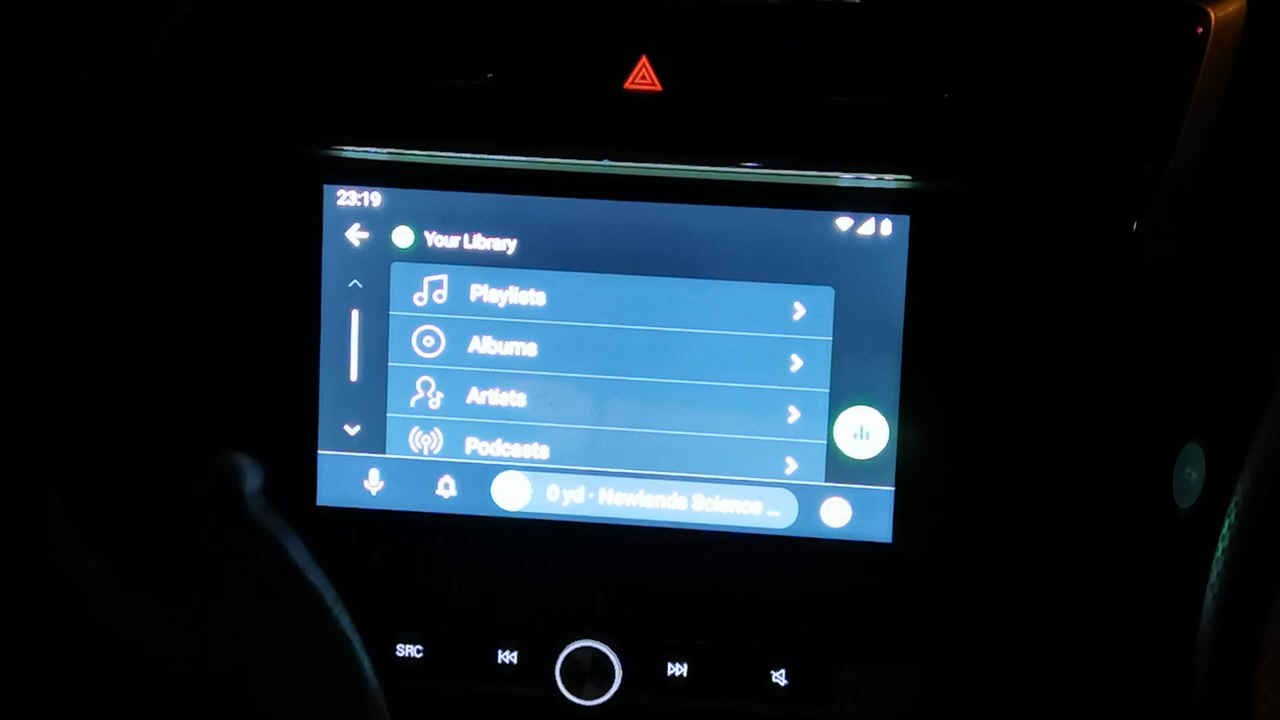 23:19
Your Library
Playlists
Albums
Artists
Podcasts
0 yd · Newlands Science ...
SRC